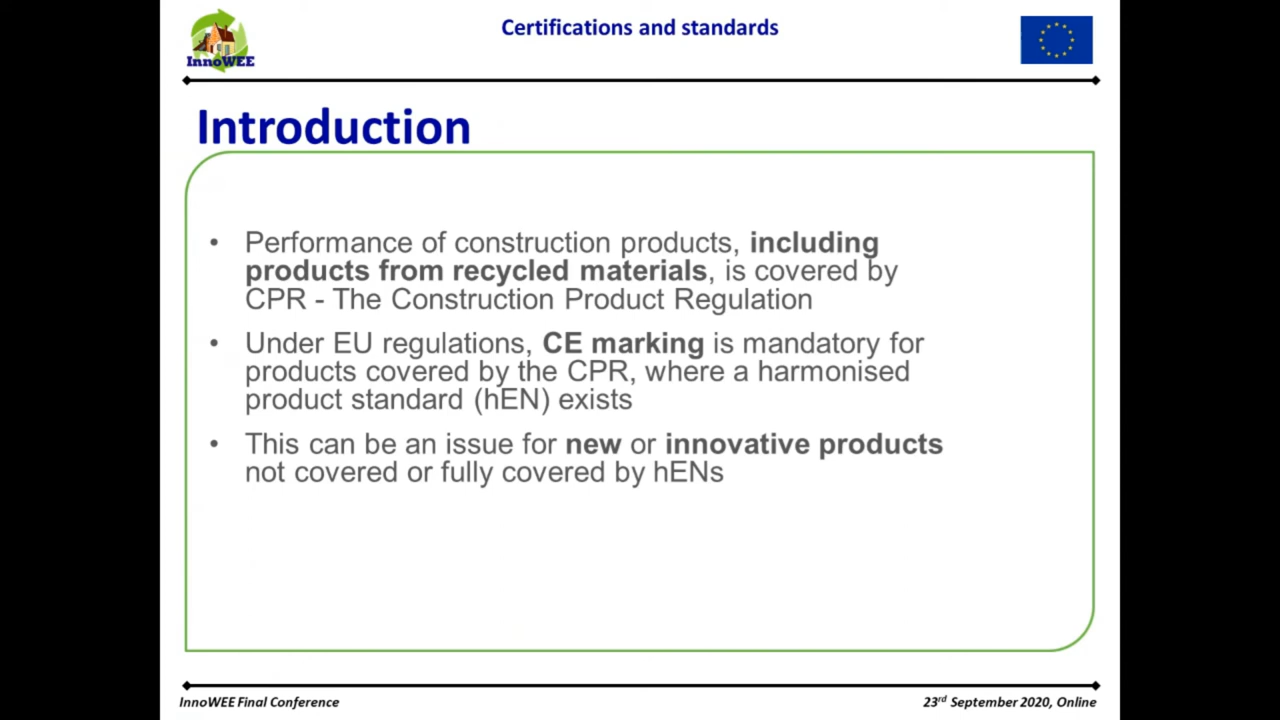 Certifications and standards
InnoWEE
Introduction
• Performance of construction products, including
products from recycled materials, is covered by
CPR - The Construction Product Regulation
• Under EU regulations, CE marking is mandatory for
products covered by the CPR, where a harmonised
product standard (hEN) exists
• This can be an issue for new or innovative products
not covered or fully covered by hENs
InnoWEE Final Conference
23rd September 2020, Online